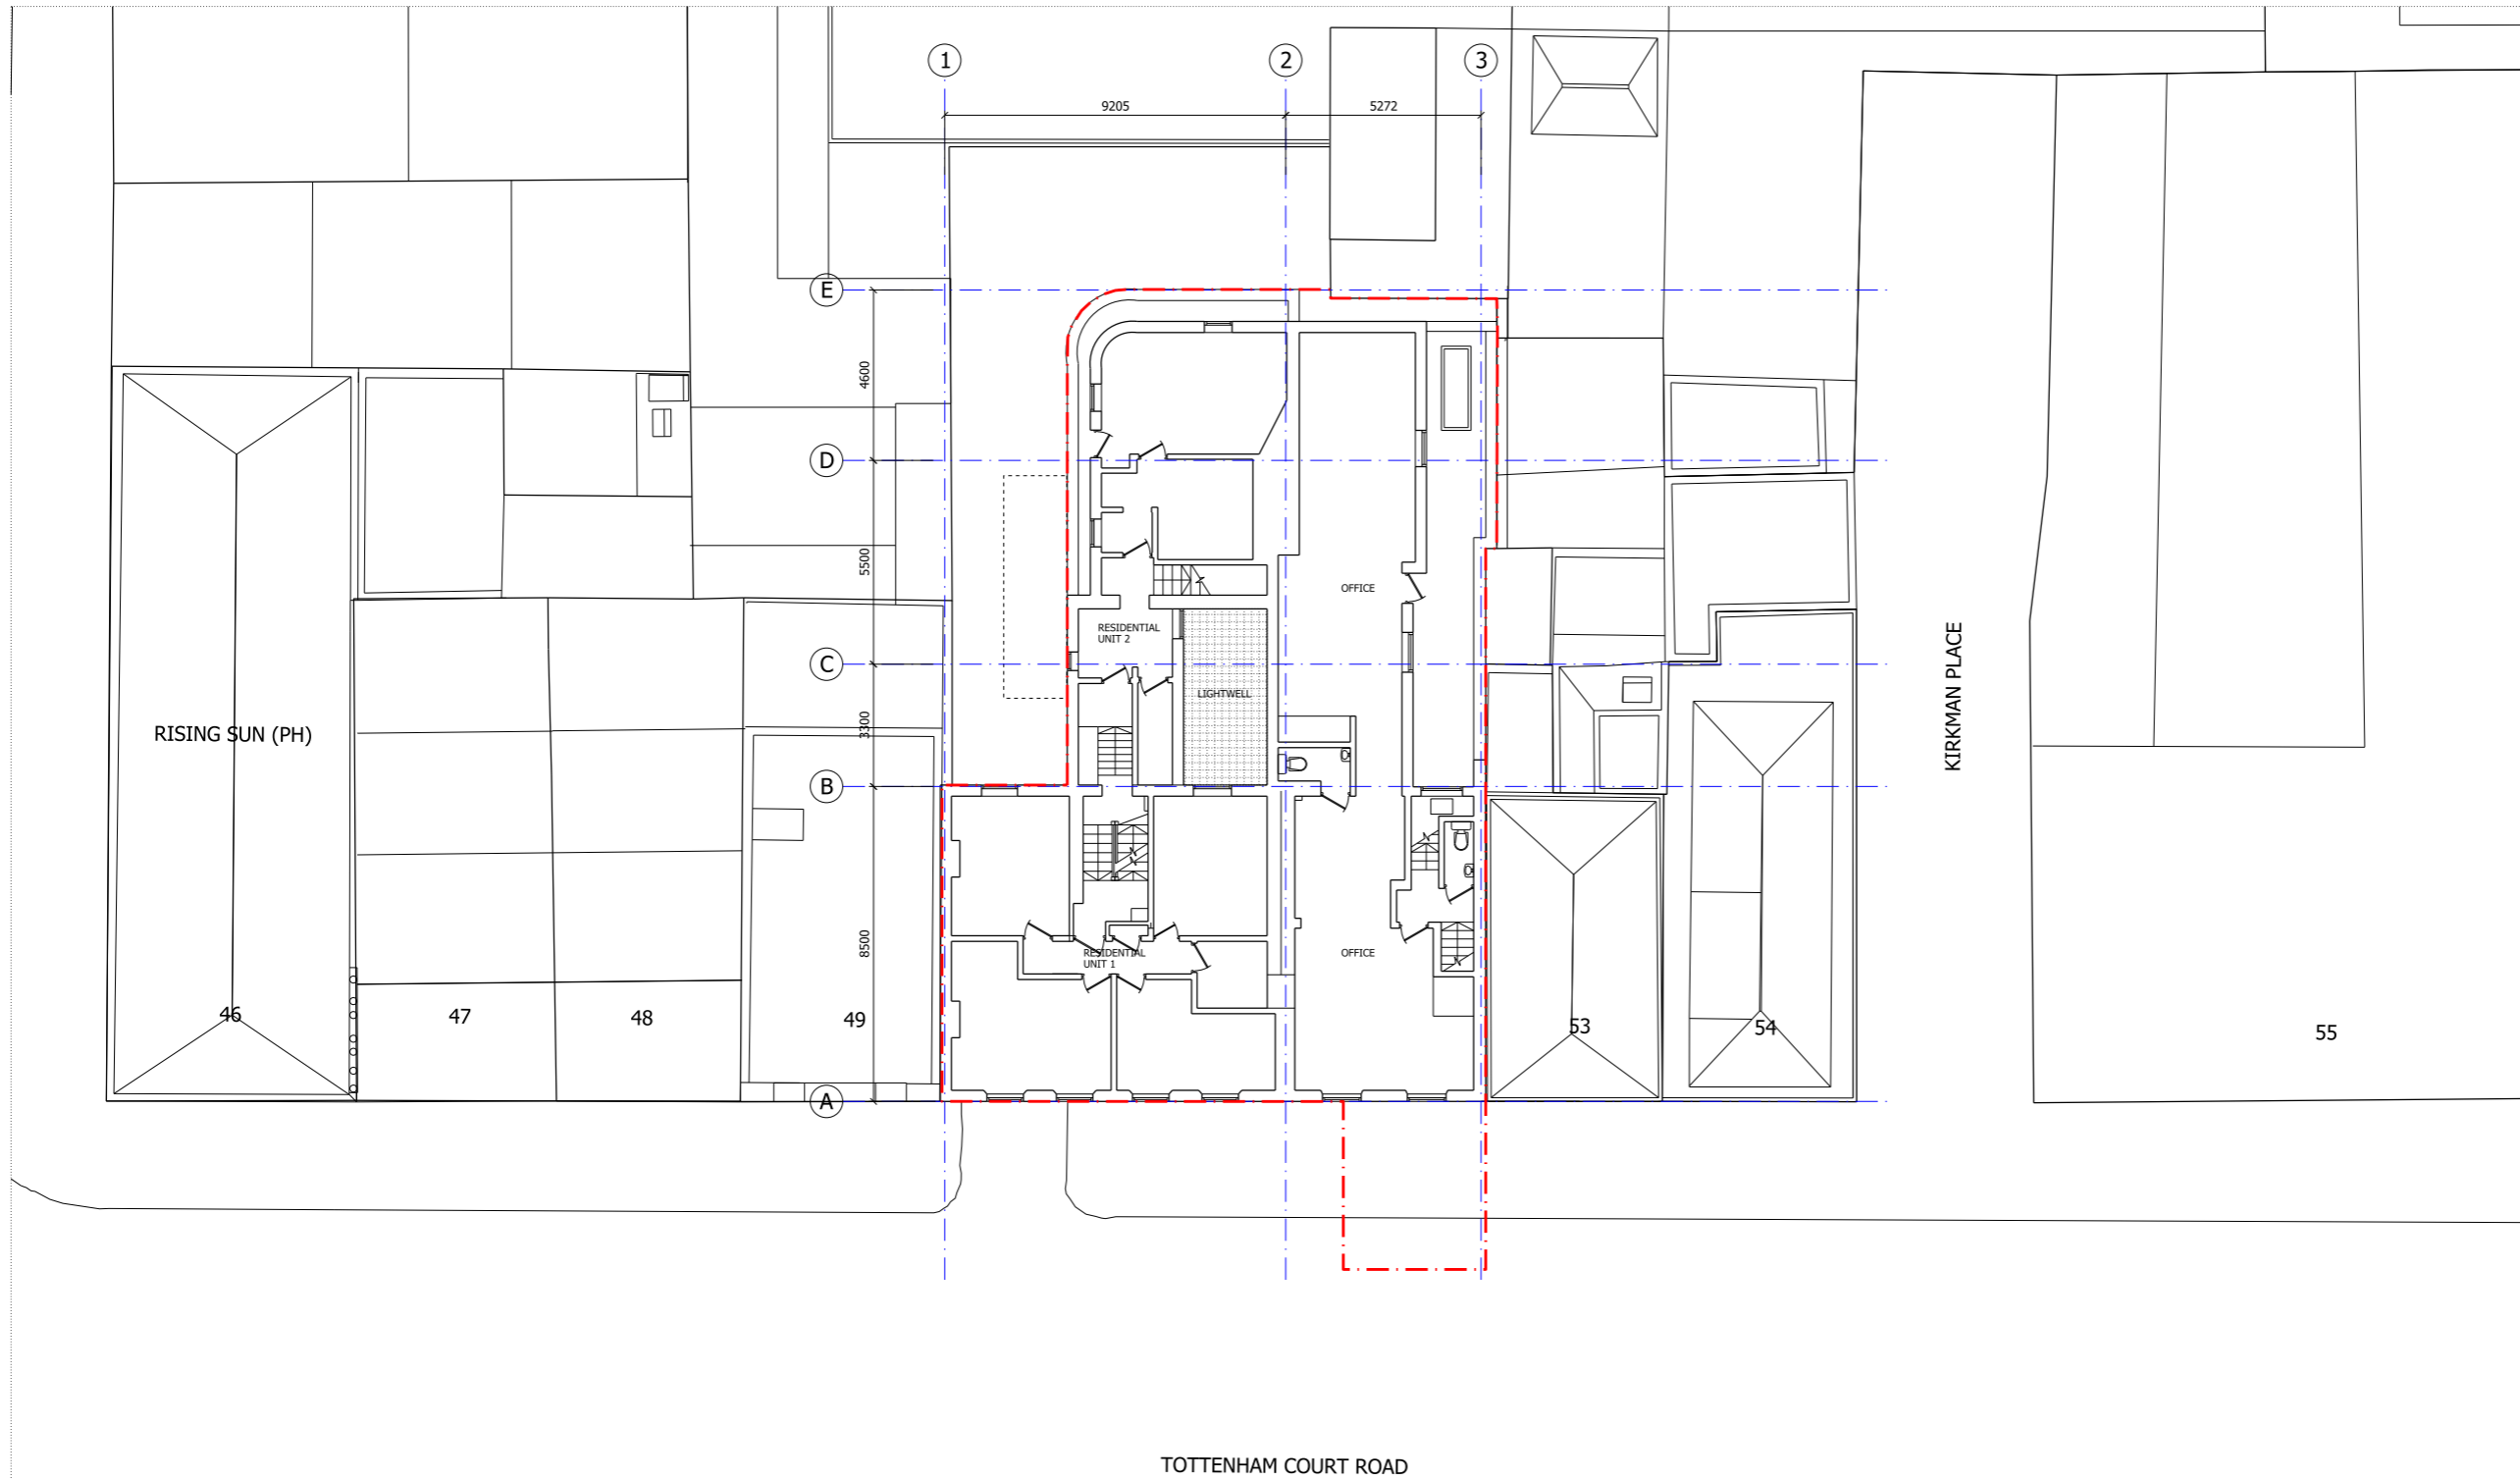 1
2
3
9205
5272
E
4600
D
5500
OFFICE
RESIDENTIAL
UNIT 2
C
LIGHTWELL
KIRKMAN PLACE
3300
RISING SUN (PH)
B
8500
RESIDENTIAL
UNIT 1
OFFICE
46
47
48
49
53
54
55
A
TOTTENHAM COURT ROAD